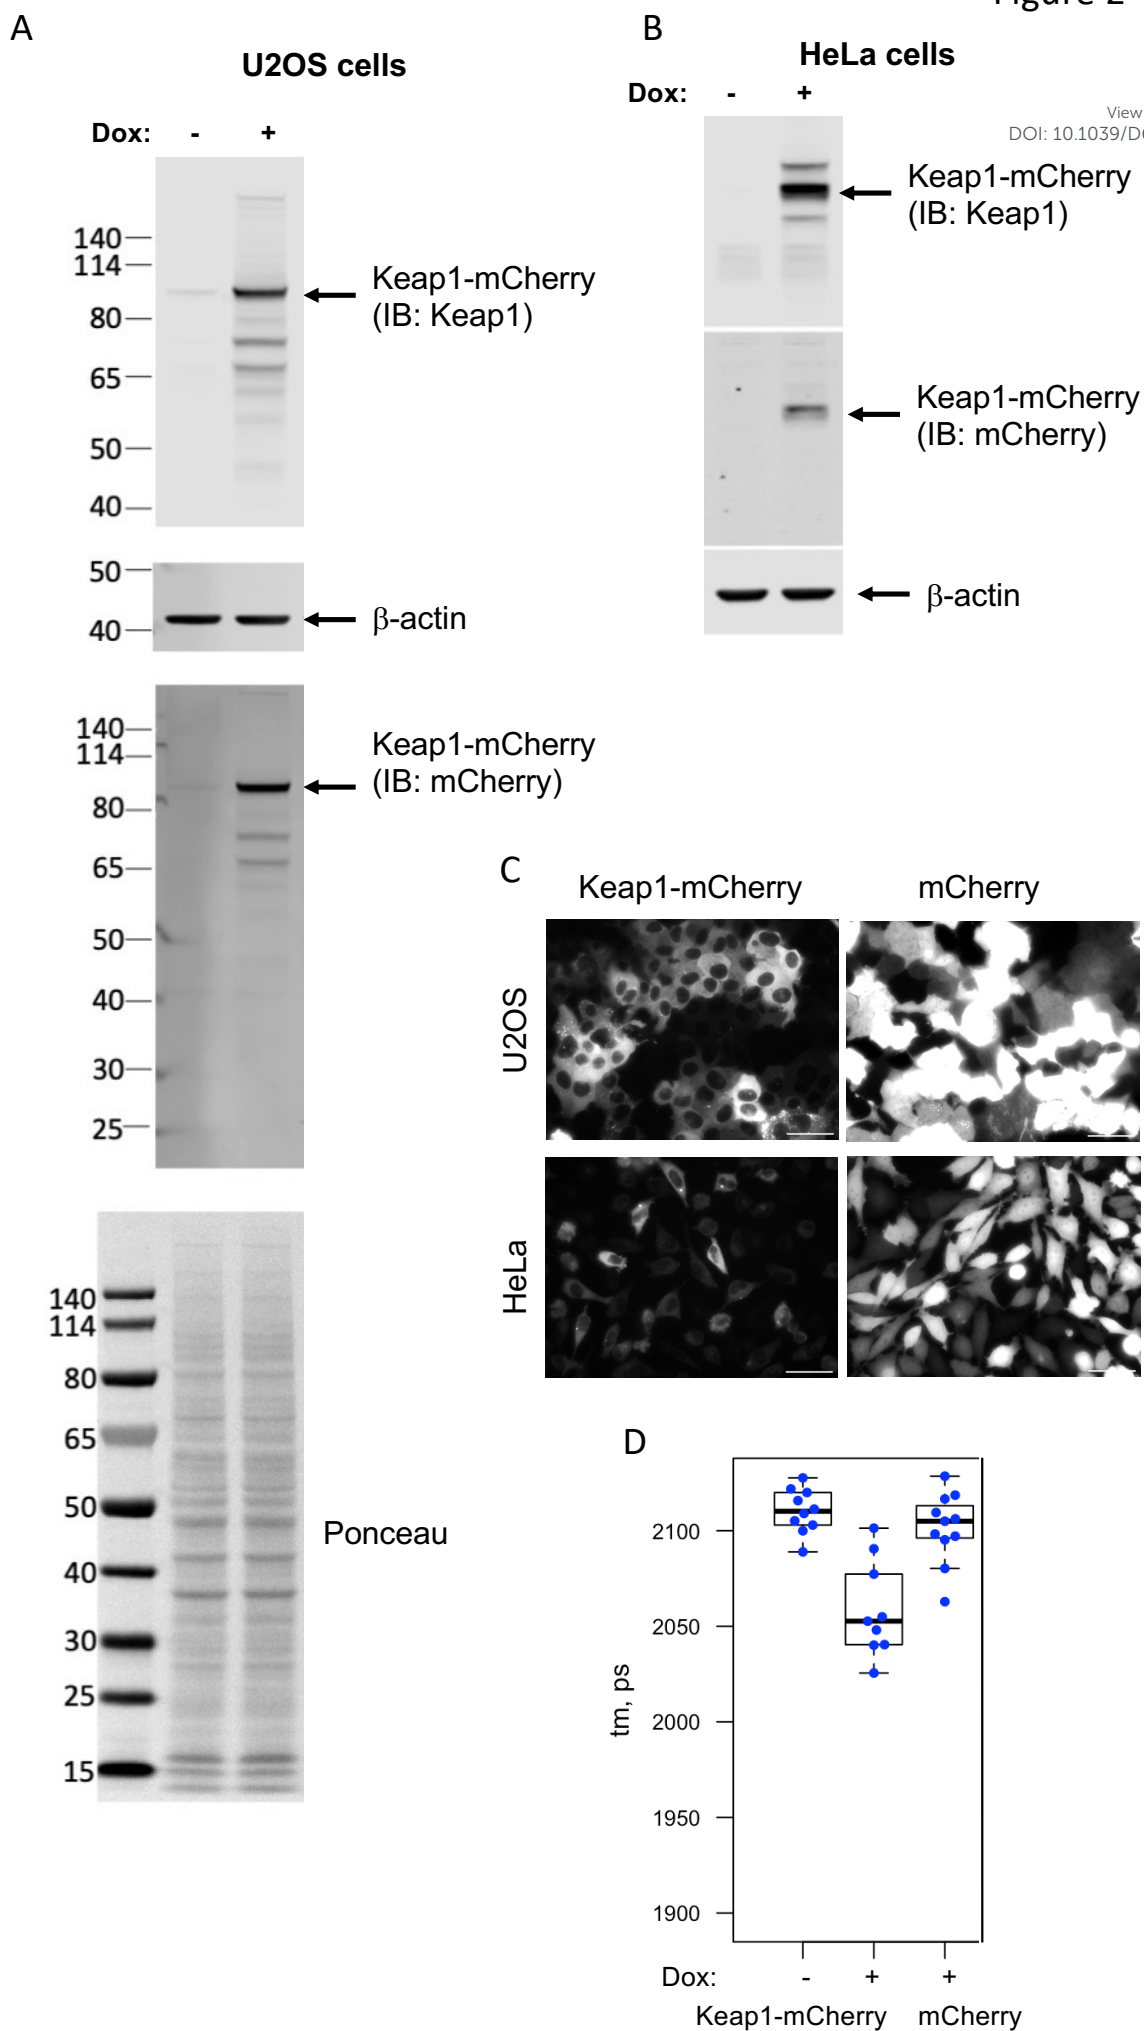 Figure 2
A
U2OS cells
Dox: - +
140
114
80
65
50
40
Keap1-mCherry
(IB: Keap1)
50
40
β-actin
140
114
80
65
50
40
30
25
Keap1-mCherry
(IB: mCherry)
140
114
80
65
50
40
30
25
15
Ponceau
B
HeLa cells
Dox: - +
View
DOI: 10.1039/D
Keap1-mCherry
(IB: Keap1)
Keap1-mCherry
(IB: mCherry)
β-actin
C
Keap1-mCherry mCherry
U2OS
HeLa
D
tm, ps
2100
2050
2000
1950
1900
Dox: - + +
Keap1-mCherry mCherry